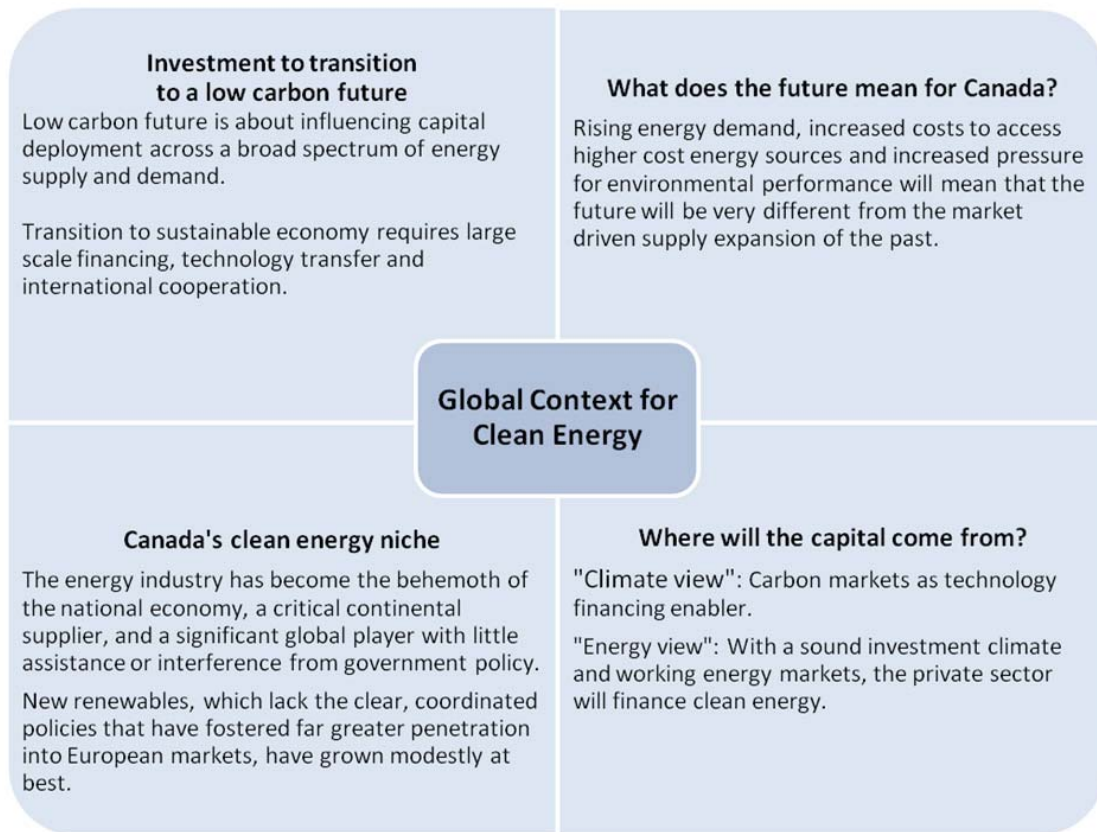 Investment to transition
to a low carbon future
Low carbon future is about influencing capital
deployment across a broad spectrum of energy
supply and demand.
Transition to sustainable economy requires large
scale financing, technology transfer and
international cooperation.
What does the future mean for Canada?
Rising energy demand, increased costs to access
higher cost energy sources and increased pressure
for environmental performance will mean that the
future will be very different from the market
driven supply expansion of the past.
Global Context for
Clean Energy
Canada's clean energy niche
The energy industry has become the behemoth of
the national economy, a critical continental
supplier, and a significant global player with little
assistance or interference from government policy.
New renewables, which lack the clear, coordinated
policies that have fostered far greater penetration
into European markets, have grown modestly at
best.
Where will the capital come from?
"Climate view": Carbon markets as technology
financing enabler.
"Energy view": With a sound investment climate
and working energy markets, the private sector
will finance clean energy.